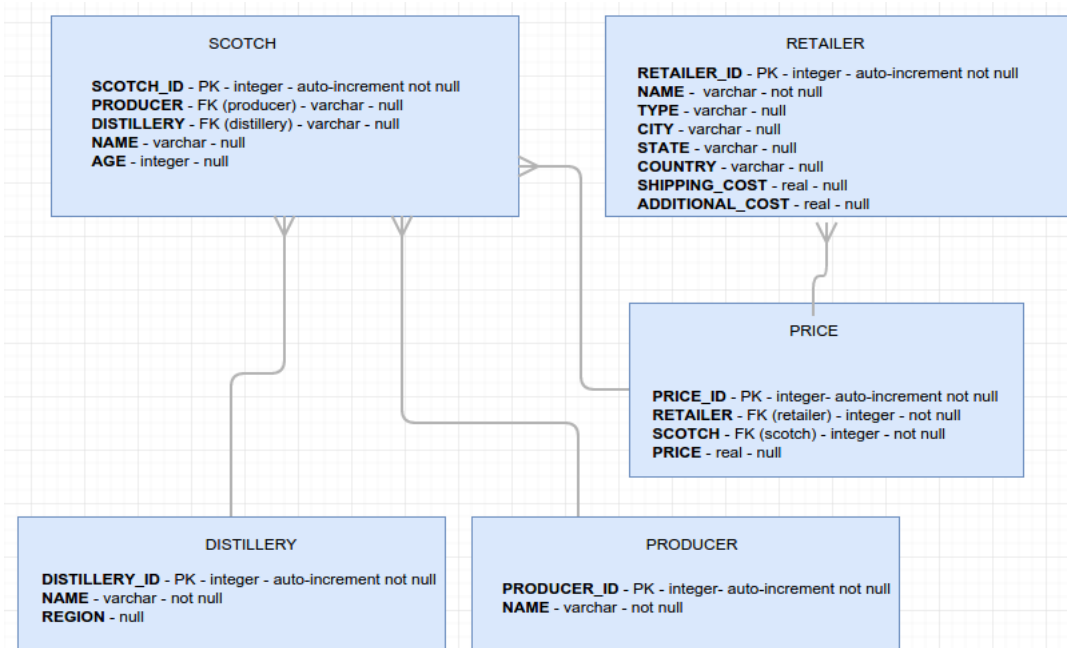 SCOTCH
SCOTCH_ID - PK - integer - auto-increment not null
PRODUCER - FK (producer) - varchar - null
DISTILLERY - FK (distillery) - varchar - null
NAME - varchar - null
AGE - integer - null
RETAILER
RETAILER_ID - PK - integer - auto-increment not null
NAME - varchar - not null
TYPE - varchar - null
CITY - varchar - null
STATE - varchar - null
COUNTRY - varchar - null
SHIPPING_COST - real - null
ADDITIONAL_COST - real - null
PRICE
PRICE_ID - PK - integer- auto-increment not null
RETAILER - FK (retailer) - integer - not null
SCOTCH - FK (scotch) - integer - not null
PRICE - real - null
DISTILLERY
DISTILLERY_ID - PK - integer - auto-increment not null
NAME - varchar - not null
REGION - null
PRODUCER
PRODUCER_ID - PK - integer- auto-increment not null
NAME - varchar - not null